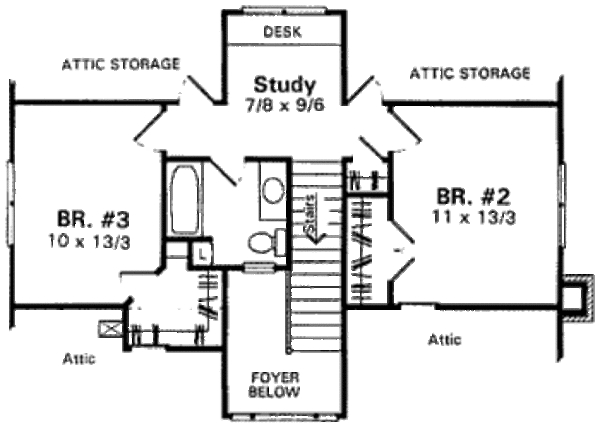 DESK
ATTIC STORAGE
ATTIC STORAGE
Study
7/8 x 9/6
BR. #3
10 x 13/3
Stairs
BR. #2
11 x 13/3
L
Attic
Attic
FOYER
BELOW